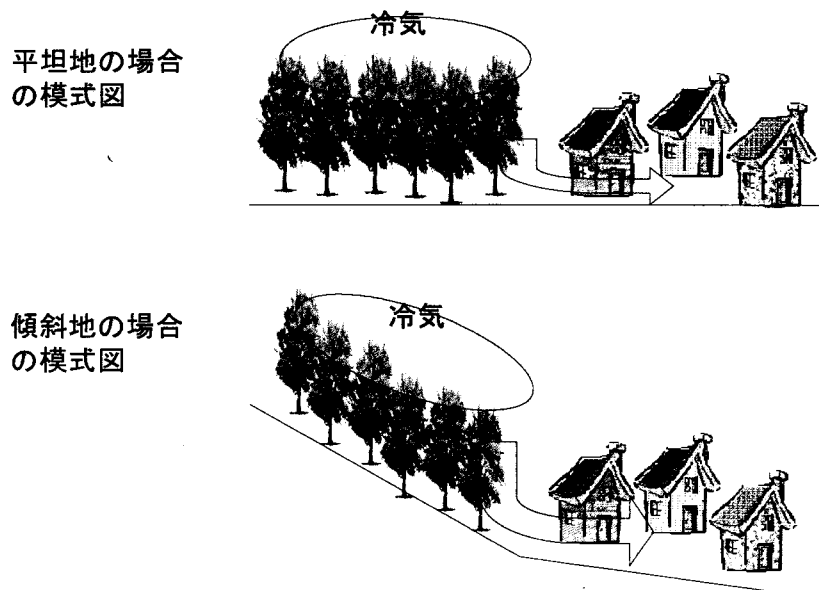 冷気
平坦地の場合
の模式図
冷気
傾斜地の場合
の模式図